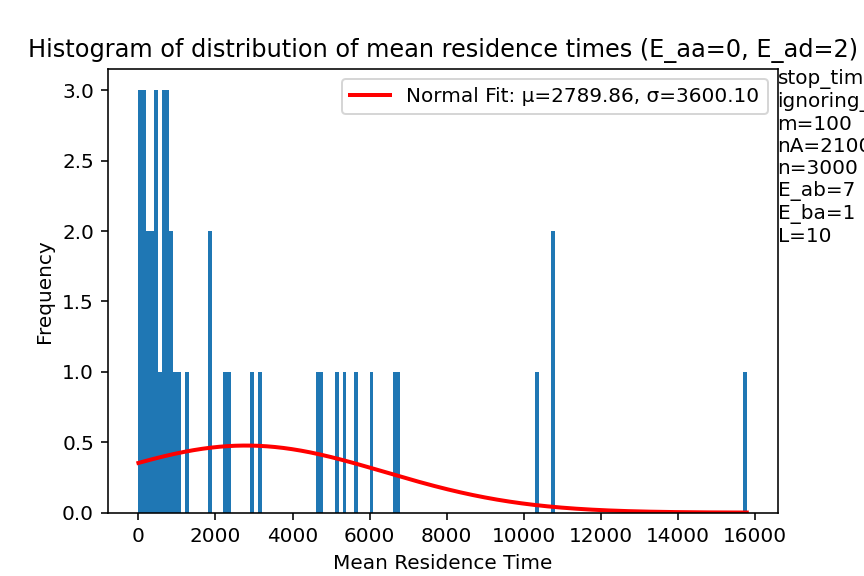 Histogram of distribution of mean residence times (E_aa=0, E_ad=2)
Normal Fit: μ=2789.86, σ=3600.10
stop_tim
ignoring_
m=100
nA=2100
n=3000
E_ab=7
E_ba=1
L=10
Frequency
3.0
2.5
2.0
1.5
1.0
0.5
0.0
0 2000 4000 6000 8000 10000 12000 14000 16000
Mean Residence Time